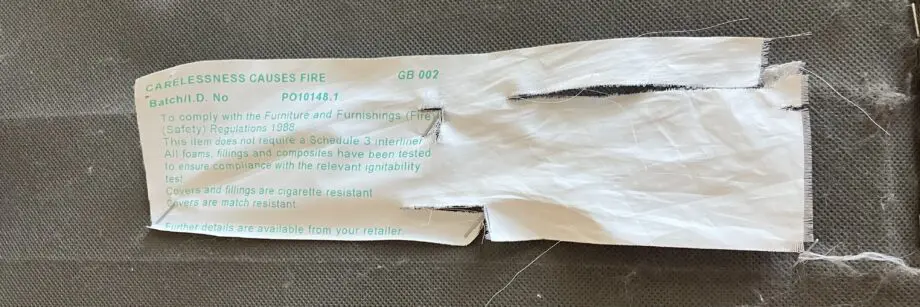 CARELESSNESS CAUSES FIRE GB 002
Batch/I.D. No PO10148.1
To comply with the Furniture and Furnishings (Fire
(Safety) Regulations 1988
This item does not require a Schedule 3 interliner
All foams, fillings and composites have been tested
to ensure compliance with the relevant ignitability
test
Covers and fillings are cigarette resistant
Covers are match resistant
Further details are available from your retailer.